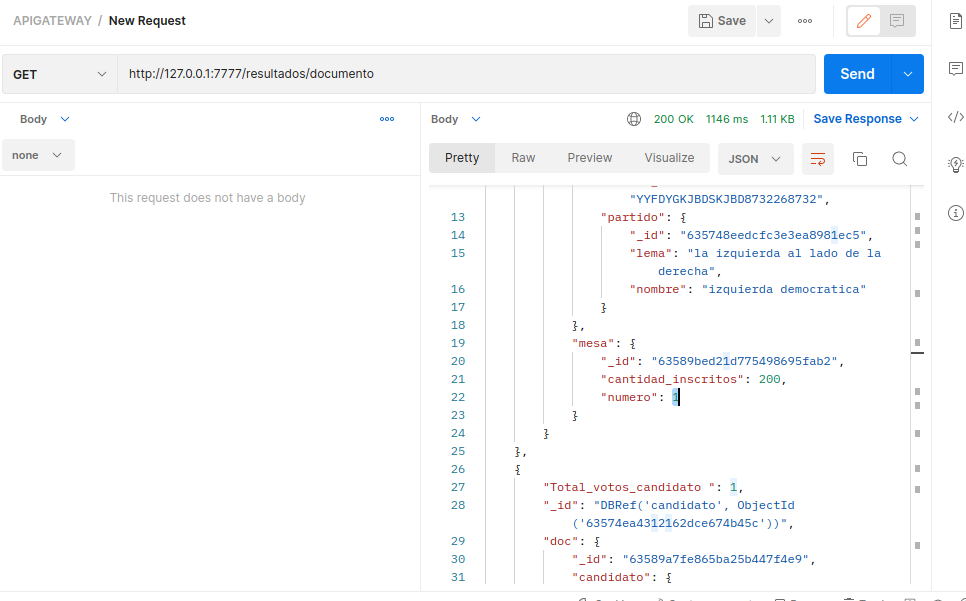 APIGATEWAY / New Request
Save
GET
http://127.0.0.1:7777/resultados/documento
Send
Body
none
This request does not have a body
Body
200 OK 1146 ms 1.11 KB Save Response
Pretty Raw Preview Visualize JSON
"YYFDYGKJBDSKJBD8732268732",
13 "partido": {
14 "_id": "635748eedcfc3e3ea8981ec5",
15 "lema": "la izquierda al lado de la
derecha",
16 "nombre": "izquierda democratica"
17 }
18 },
19 "mesa": {
20 "_id": "63589bed21d775498695fab2",
21 "cantidad_inscritos": 200,
22 "numero": 1
23 }
24 }
25 },
26 {
27 "Total_votos_candidato ": 1,
28 "_id": "DBRef('candidato', ObjectId
('63574ea4312162dce674b45c'))",
29 "doc": {
30 "_id": "63589a7fe865ba25b447f4e9",
31 "candidato": {